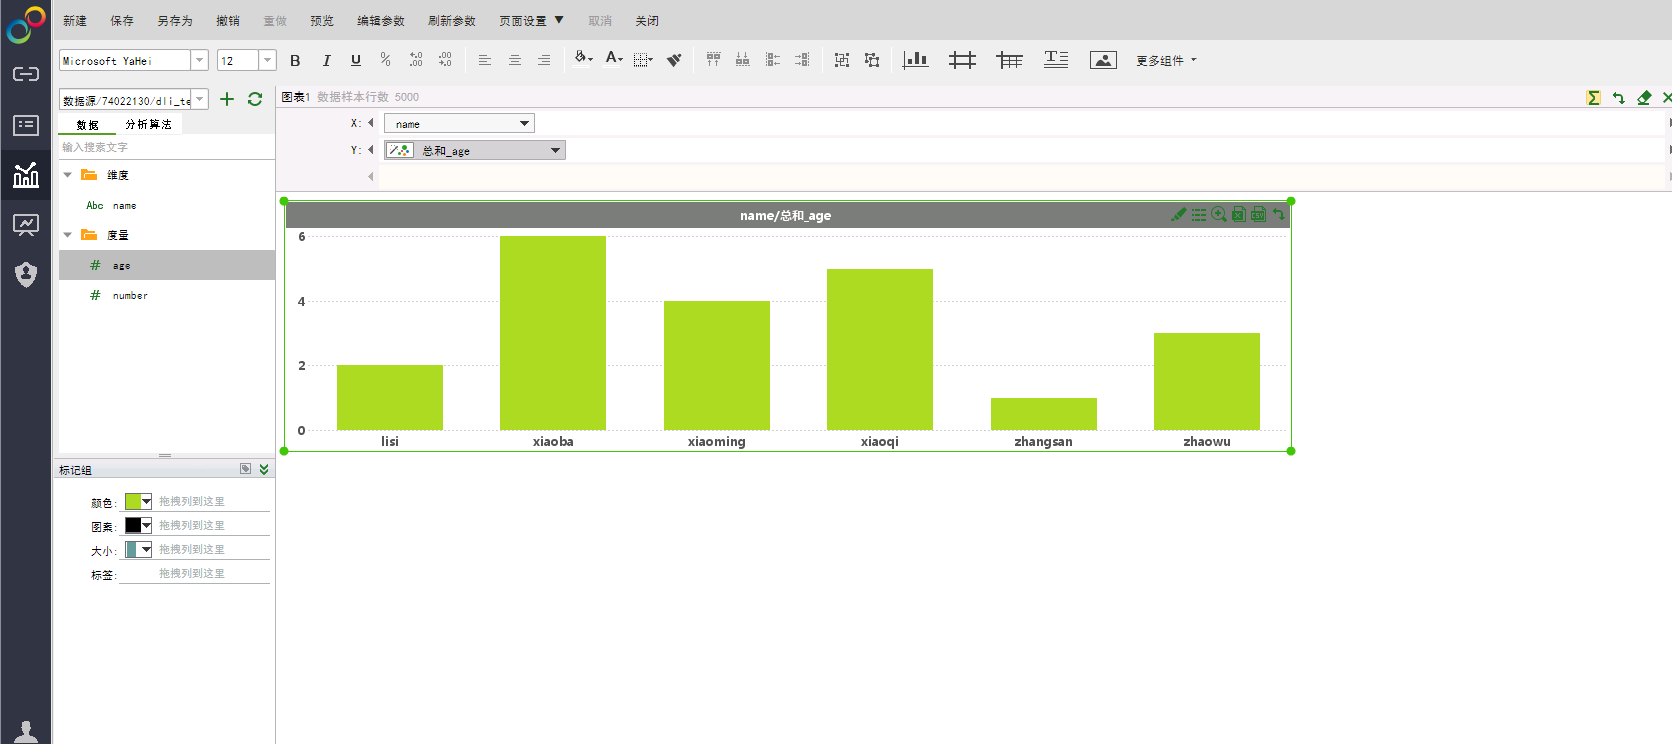 新建 保存 另存为 撤销 重做 预览 编辑参数 刷新参数 页面设置 取消 关闭
Microsoft YaHei 12 B I U % 更多组件
数据源/74022130/dli_te
图表1 数据样本行数 5000
数据 分析算法
X: name
输入搜索文字
Y: 总和_age
维度
Abc name
度量
# age
# number
name/总和_age
6
4
2
0
lisi xiaoba xiaoming xiaoqi zhangsan zhaowu
标记组
颜色: 拖拽列到这里
图案: 拖拽列到这里
大小: 拖拽列到这里
标签: 拖拽列到这里